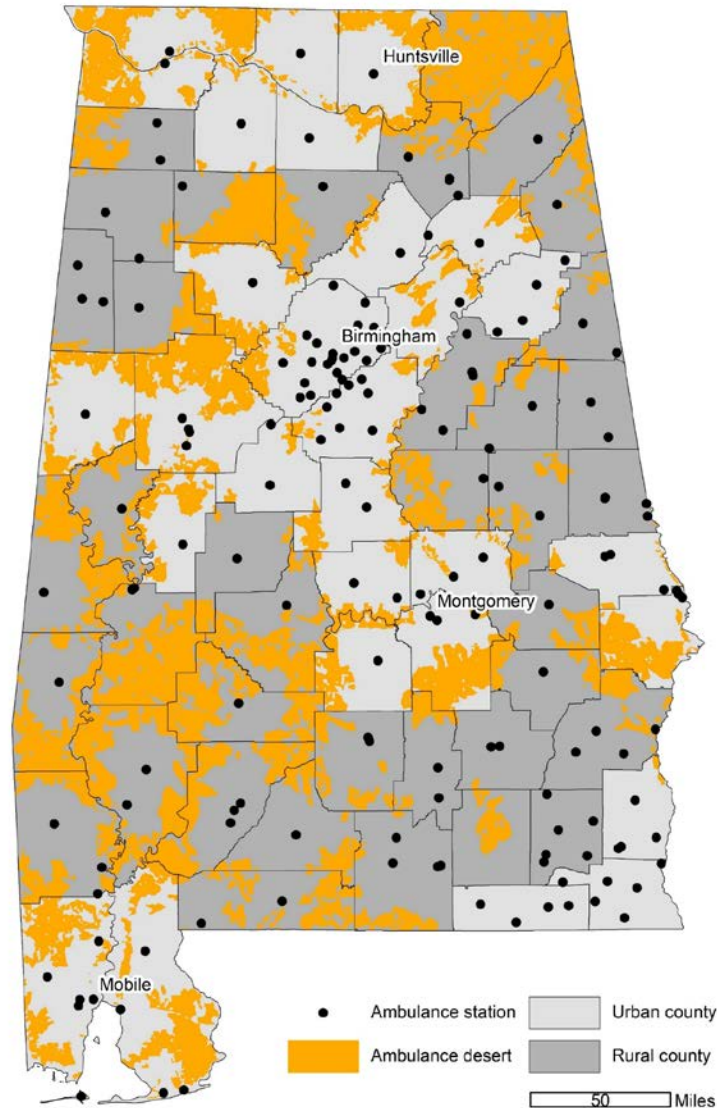 Huntsville
Birmingham
Montgomery
Mobile
Ambulance station
Urban county
Ambulance desert
Rural county
50 Miles